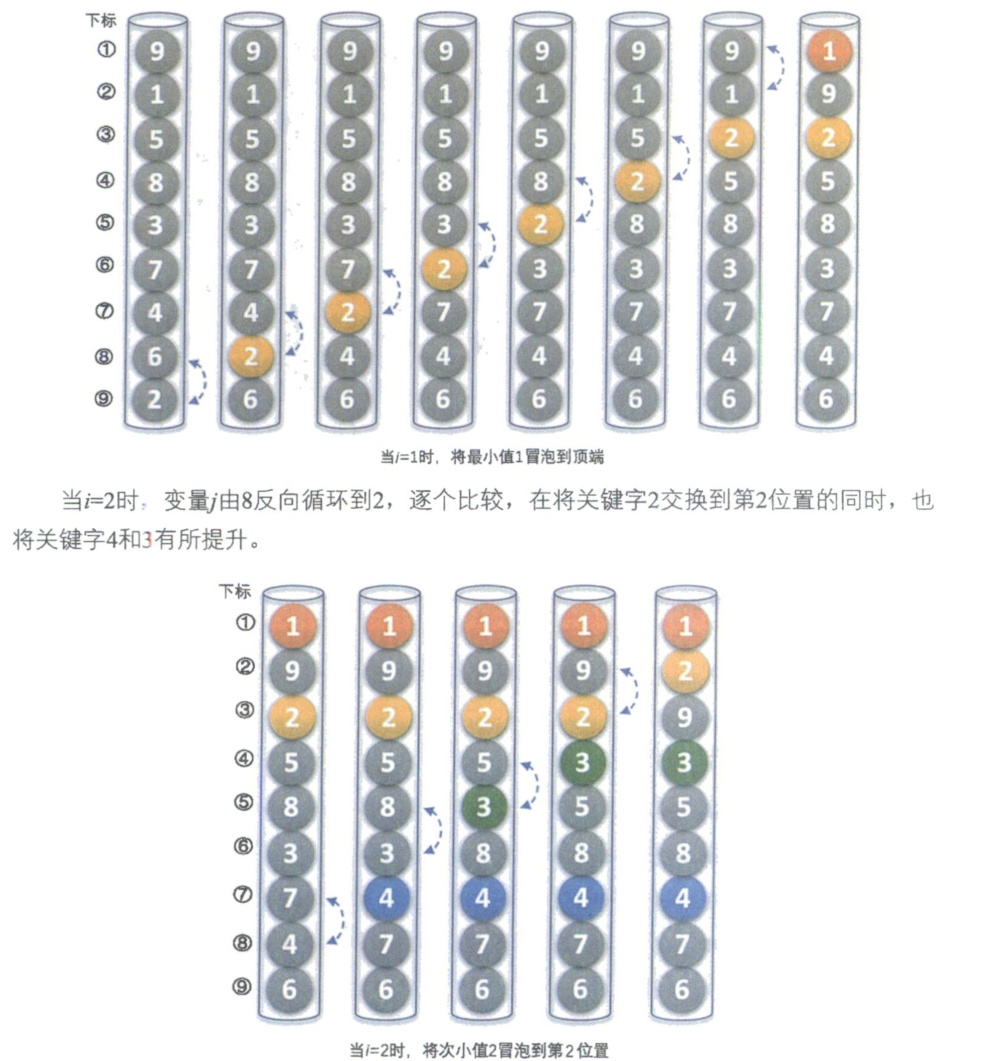 下标
① 9 9 9 9 9 9 9 1
② 1 1 1 1 1 1 1 9
③ 5 5 5 5 5 5 2 2
④ 8 8 8 8 8 2 5 5
⑤ 3 3 3 3 2 8 8 8
⑥ 7 7 7 2 3 3 3 3
⑦ 4 4 2 7 7 7 7 7
⑧ 6 2 4 4 4 4 4 4
⑨ 2 6 6 6 6 6 6 6
当i=1时，将最小值1冒泡到顶端
当i=2时，变量j由8反向循环到2，逐个比较，在将关键字2交换到第2位置的同时，也
将关键字4和3有所提升。
下标
① 1 1 1 1 1
② 9 9 9 9 2
③ 2 2 2 2 9
④ 5 5 5 3 3
⑤ 8 8 3 5 5
⑥ 3 3 8 8 8
⑦ 7 4 4 4 4
⑧ 4 7 7 7 7
⑨ 6 6 6 6 6
当i=2时，将次小值2冒泡到第2位置